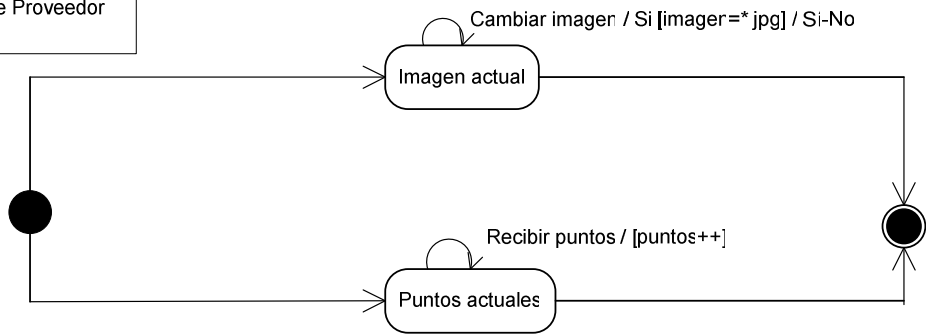 e Proveedor
Cambiar imagen / Si [imagen=*.jpg] / Si-No
Imagen actual
Recibir puntos / [puntos++]
Puntos actuales